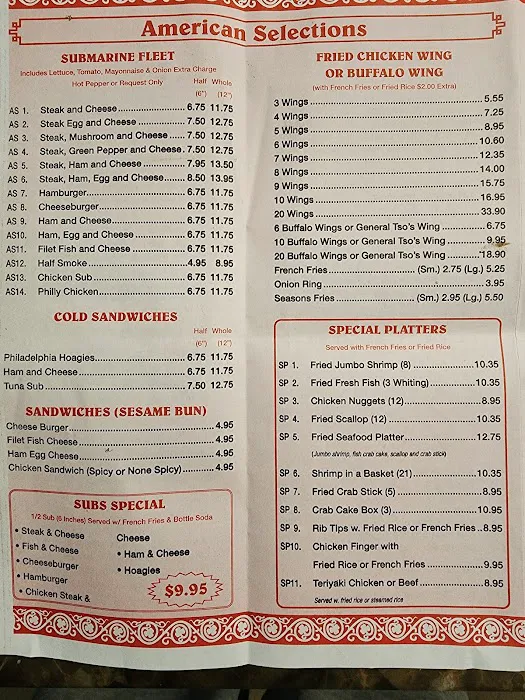 American Selections
SUBMARINE FLEET
Includes Lettuce, Tomato, Mayonnaise & Onion Extra Charge
Hot Pepper or Request Only
Half Whole
(6") (12")
AS 1. Steak and Cheese 6.75 11.75
AS 2. Steak Egg and Cheese 7.50 12.75
AS 3. Steak, Mushroom and Cheese 7.50 12.75
AS 4. Steak, Green Pepper and Cheese 7.50 12.75
AS 5. Steak, Ham and Cheese 7.95 13.50
AS 6. Steak, Ham, Egg and Cheese 8.50 13.95
AS 7. Hamburger 6.75 11.75
AS 8. Cheeseburger 6.75 11.75
AS 9. Ham and Cheese 6.75 11.75
AS10. Ham, Egg and Cheese 6.75 11.75
AS11. Filet Fish and Cheese 6.75 11.75
AS12. Half Smoke 4.95 8.95
AS13. Chicken Sub 6.75 11.75
AS14. Philly Chicken 6.75 11.75
COLD SANDWICHES
Half Whole
(6") (12")
Philadelphia Hoagies 6.75 11.75
Ham and Cheese 6.75 11.75
Tuna Sub 7.50 12.75
SANDWICHES (SESAME BUN)
Cheese Burger 4.95
Filet Fish Cheese 4.95
Ham Egg Cheese 4.95
Chicken Sandwich (Spicy or None Spicy) 4.95
SUBS SPECIAL
1/2 Sub (6 Inches) Served w/ French Fries & Bottle Soda
• Steak & Cheese
• Fish & Cheese
• Cheeseburger
• Hamburger
• Chicken Steak &
Cheese
• Ham & Cheese
• Hoagies
$9.95
FRIED CHICKEN WING
OR BUFFALO WING
(with French Fries or Fried Rice $2.00 Extra)
3 Wings 5.55
4 Wings 7.25
5 Wings 8.95
6 Wings 10.60
7 Wings 12.35
8 Wings 14.00
9 Wings 15.75
10 Wings 16.95
20 Wings 33.90
6 Buffalo Wings or General Tso's Wing 6.75
10 Buffalo Wings or General Tso's Wing 9.95
20 Buffalo Wings or General Tso's Wing 18.90
French Fries (Sm.) 2.75 (Lg.) 5.25
Onion Ring 3.95
Seasons Fries (Sm.) 2.95 (Lg.) 5.50
SPECIAL PLATTERS
Served with French Fries or Fried Rice
SP 1. Fried Jumbo Shrimp (8) 10.35
SP 2. Fried Fresh Fish (3 Whiting) 10.35
SP 3. Chicken Nuggets (12) 8.95
SP 4. Fried Scallop (12) 10.35
SP 5. Fried Seafood Platter 12.75
(Jumbo shrimp, fish crab cake, scallop and crab stick)
SP 6. Shrimp in a Basket (21) 10.35
SP 7. Fried Crab Stick (5) 8.95
SP 8. Crab Cake Box (3) 10.95
SP 9. Rib Tips w. Fried Rice or French Fries 8.95
SP10. Chicken Finger with
Fried Rice or French Fries 9.95
SP11. Teriyaki Chicken or Beef 8.95
Served w. fried rice or steamed rice